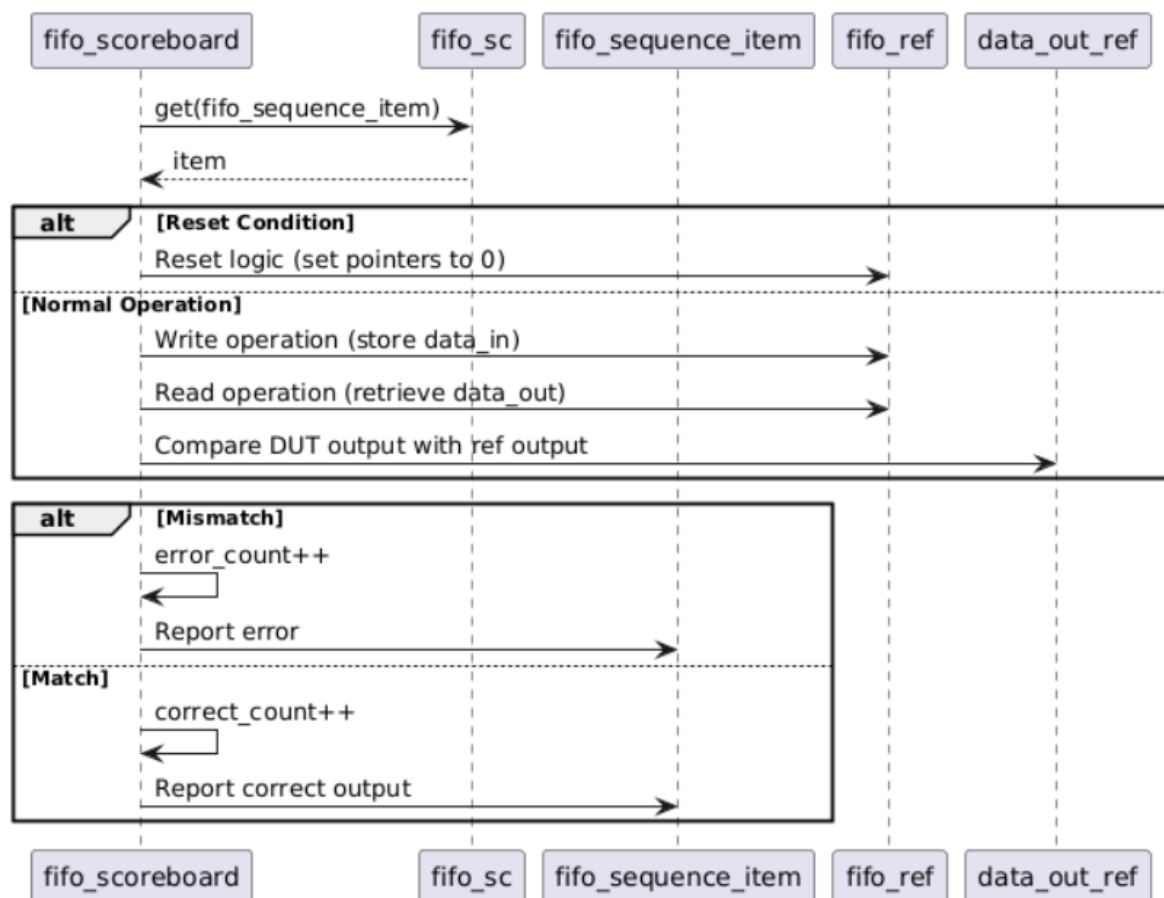 fifo_scoreboard fifo_sc fifo_sequence_item fifo_ref data_out_ref
get(fifo_sequence_item)
item
alt [Reset Condition]
Reset logic (set pointers to 0)
[Normal Operation]
Write operation (store data_in)
Read operation (retrieve data_out)
Compare DUT output with ref output
alt [Mismatch]
error_count++
Report error
[Match]
correct_count++
Report correct output
fifo_scoreboard fifo_sc fifo_sequence_item fifo_ref data_out_ref